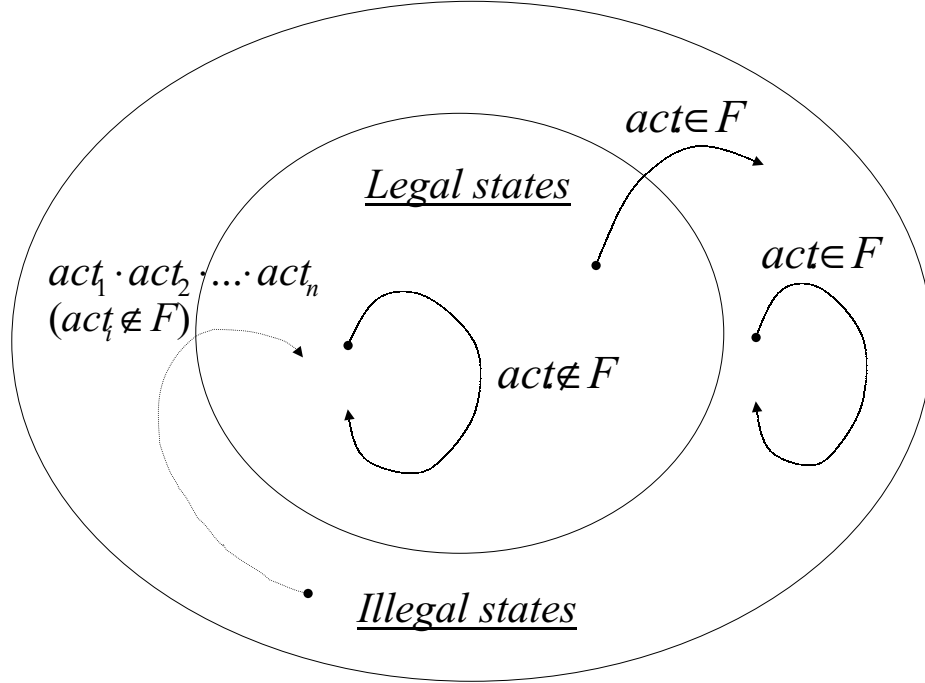 act ∈ F
Legal states
act ∈ F
act₁ · act₂ · ... · actₙ
(actᵢ ∉ F)
act ∉ F
Illegal states